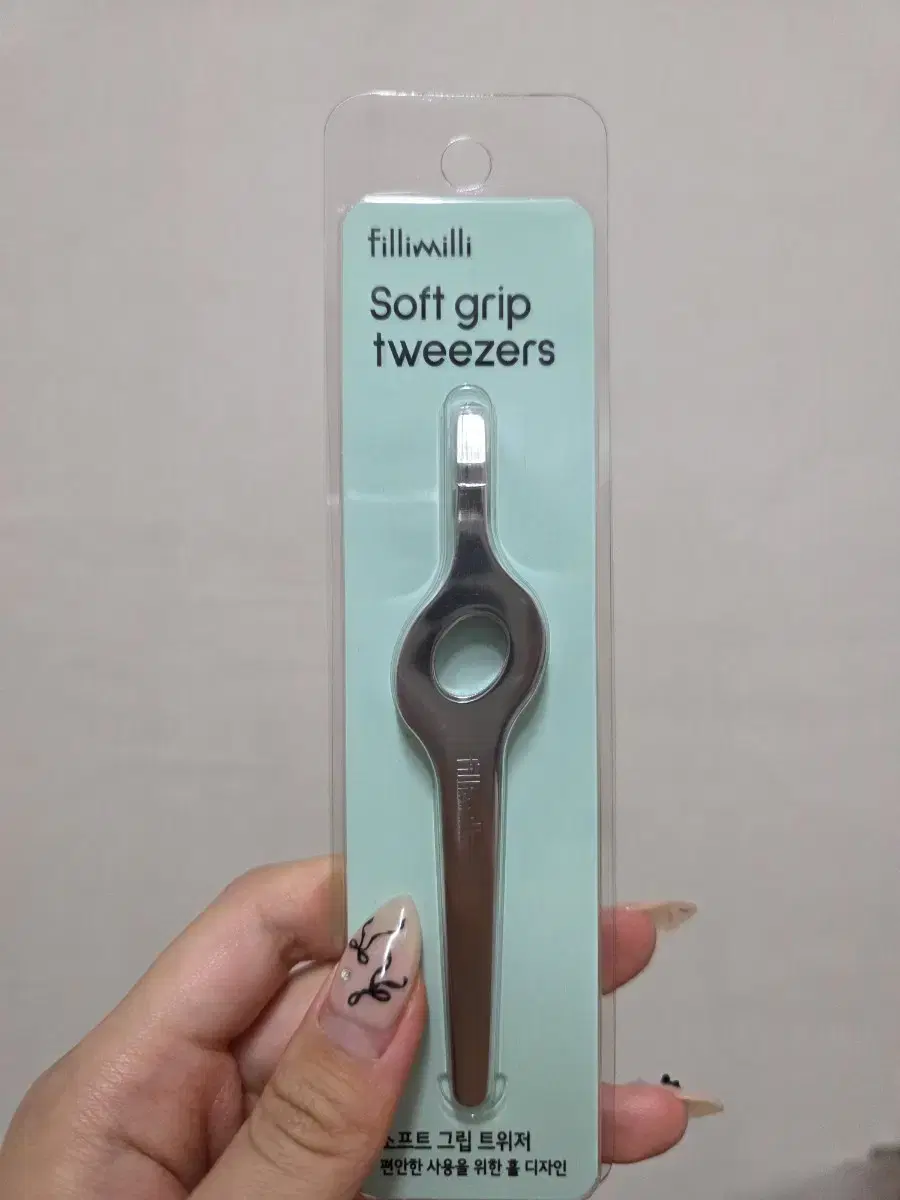 fillimilli
Soft grip
tweezers
fillimilli
소프트 그립 트위저
편안한 사용을 위한 홀 디자인